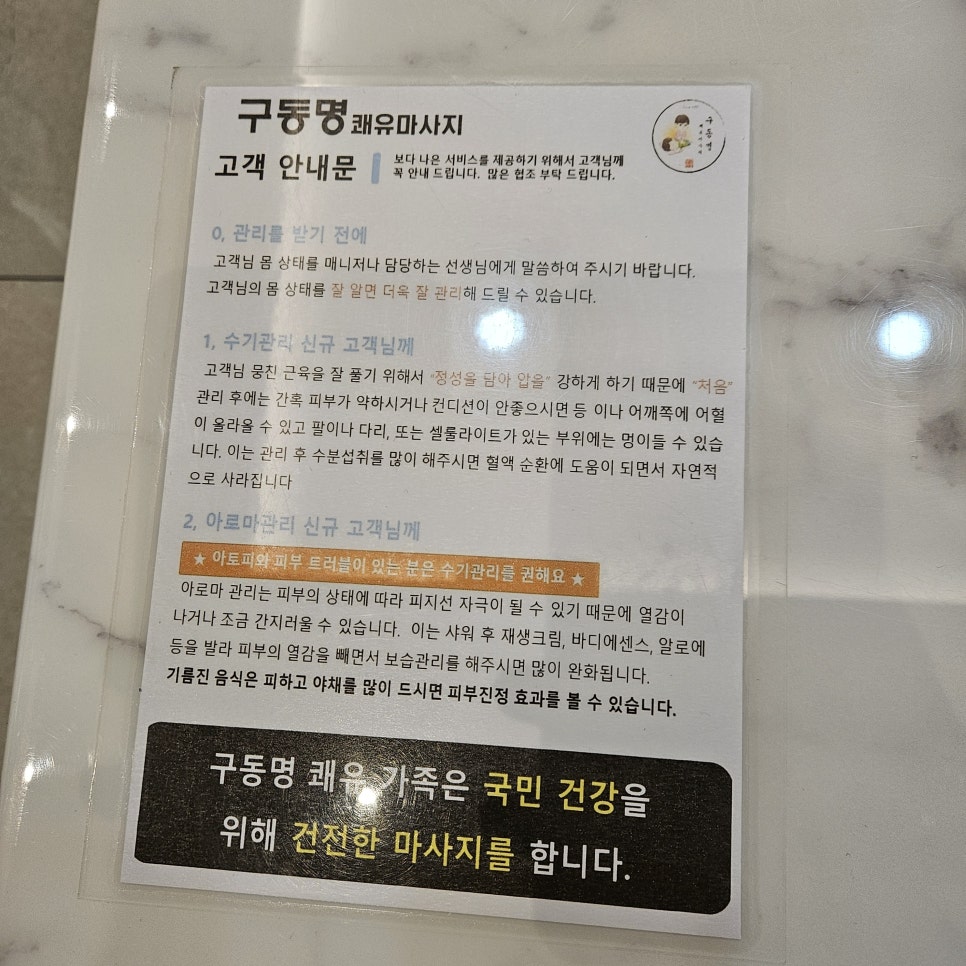 구동명 쾌유마사지
구동명
고객 안내문
보다 나은 서비스를 제공하기 위해서 고객님께
꼭 안내 드립니다. 많은 협조 부탁 드립니다.
0, 관리를 받기 전에
고객님 몸 상태를 매니저나 담당하는 선생님에게 말씀하여 주시기 바랍니다.
고객님의 몸 상태를 잘 알면 더욱 잘 관리해 드릴 수 있습니다.
1, 수기관리 신규 고객님께
고객님 뭉친 근육을 잘 풀기 위해서 "정성을 담아 압을" 강하게 하기 때문에 "처음"
관리 후에는 간혹 피부가 약하시거나 컨디션이 안좋으시면 등 이나 어깨쪽에 어혈
이 올라올 수 있고 팔이나 다리, 또는 셀룰라이트가 있는 부위에는 멍이들 수 있습
니다. 이는 관리 후 수분섭취를 많이 해주시면 혈액 순환에 도움이 되면서 자연적
으로 사라집니다
2, 아로마관리 신규 고객님께
★ 아토피와 피부 트러블이 있는 분은 수기관리를 권해요 ★
아로마 관리는 피부의 상태에 따라 피지선 자극이 될 수 있기 때문에 열감이
나거나 조금 간지러울 수 있습니다. 이는 샤워 후 재생크림, 바디에센스, 알로에
등을 발라 피부의 열감을 빼면서 보습관리를 해주시면 많이 완화됩니다.
기름진 음식은 피하고 야채를 많이 드시면 피부진정 효과를 볼 수 있습니다.
구동명 쾌유 가족은 국민 건강을
위해 건전한 마사지를 합니다.